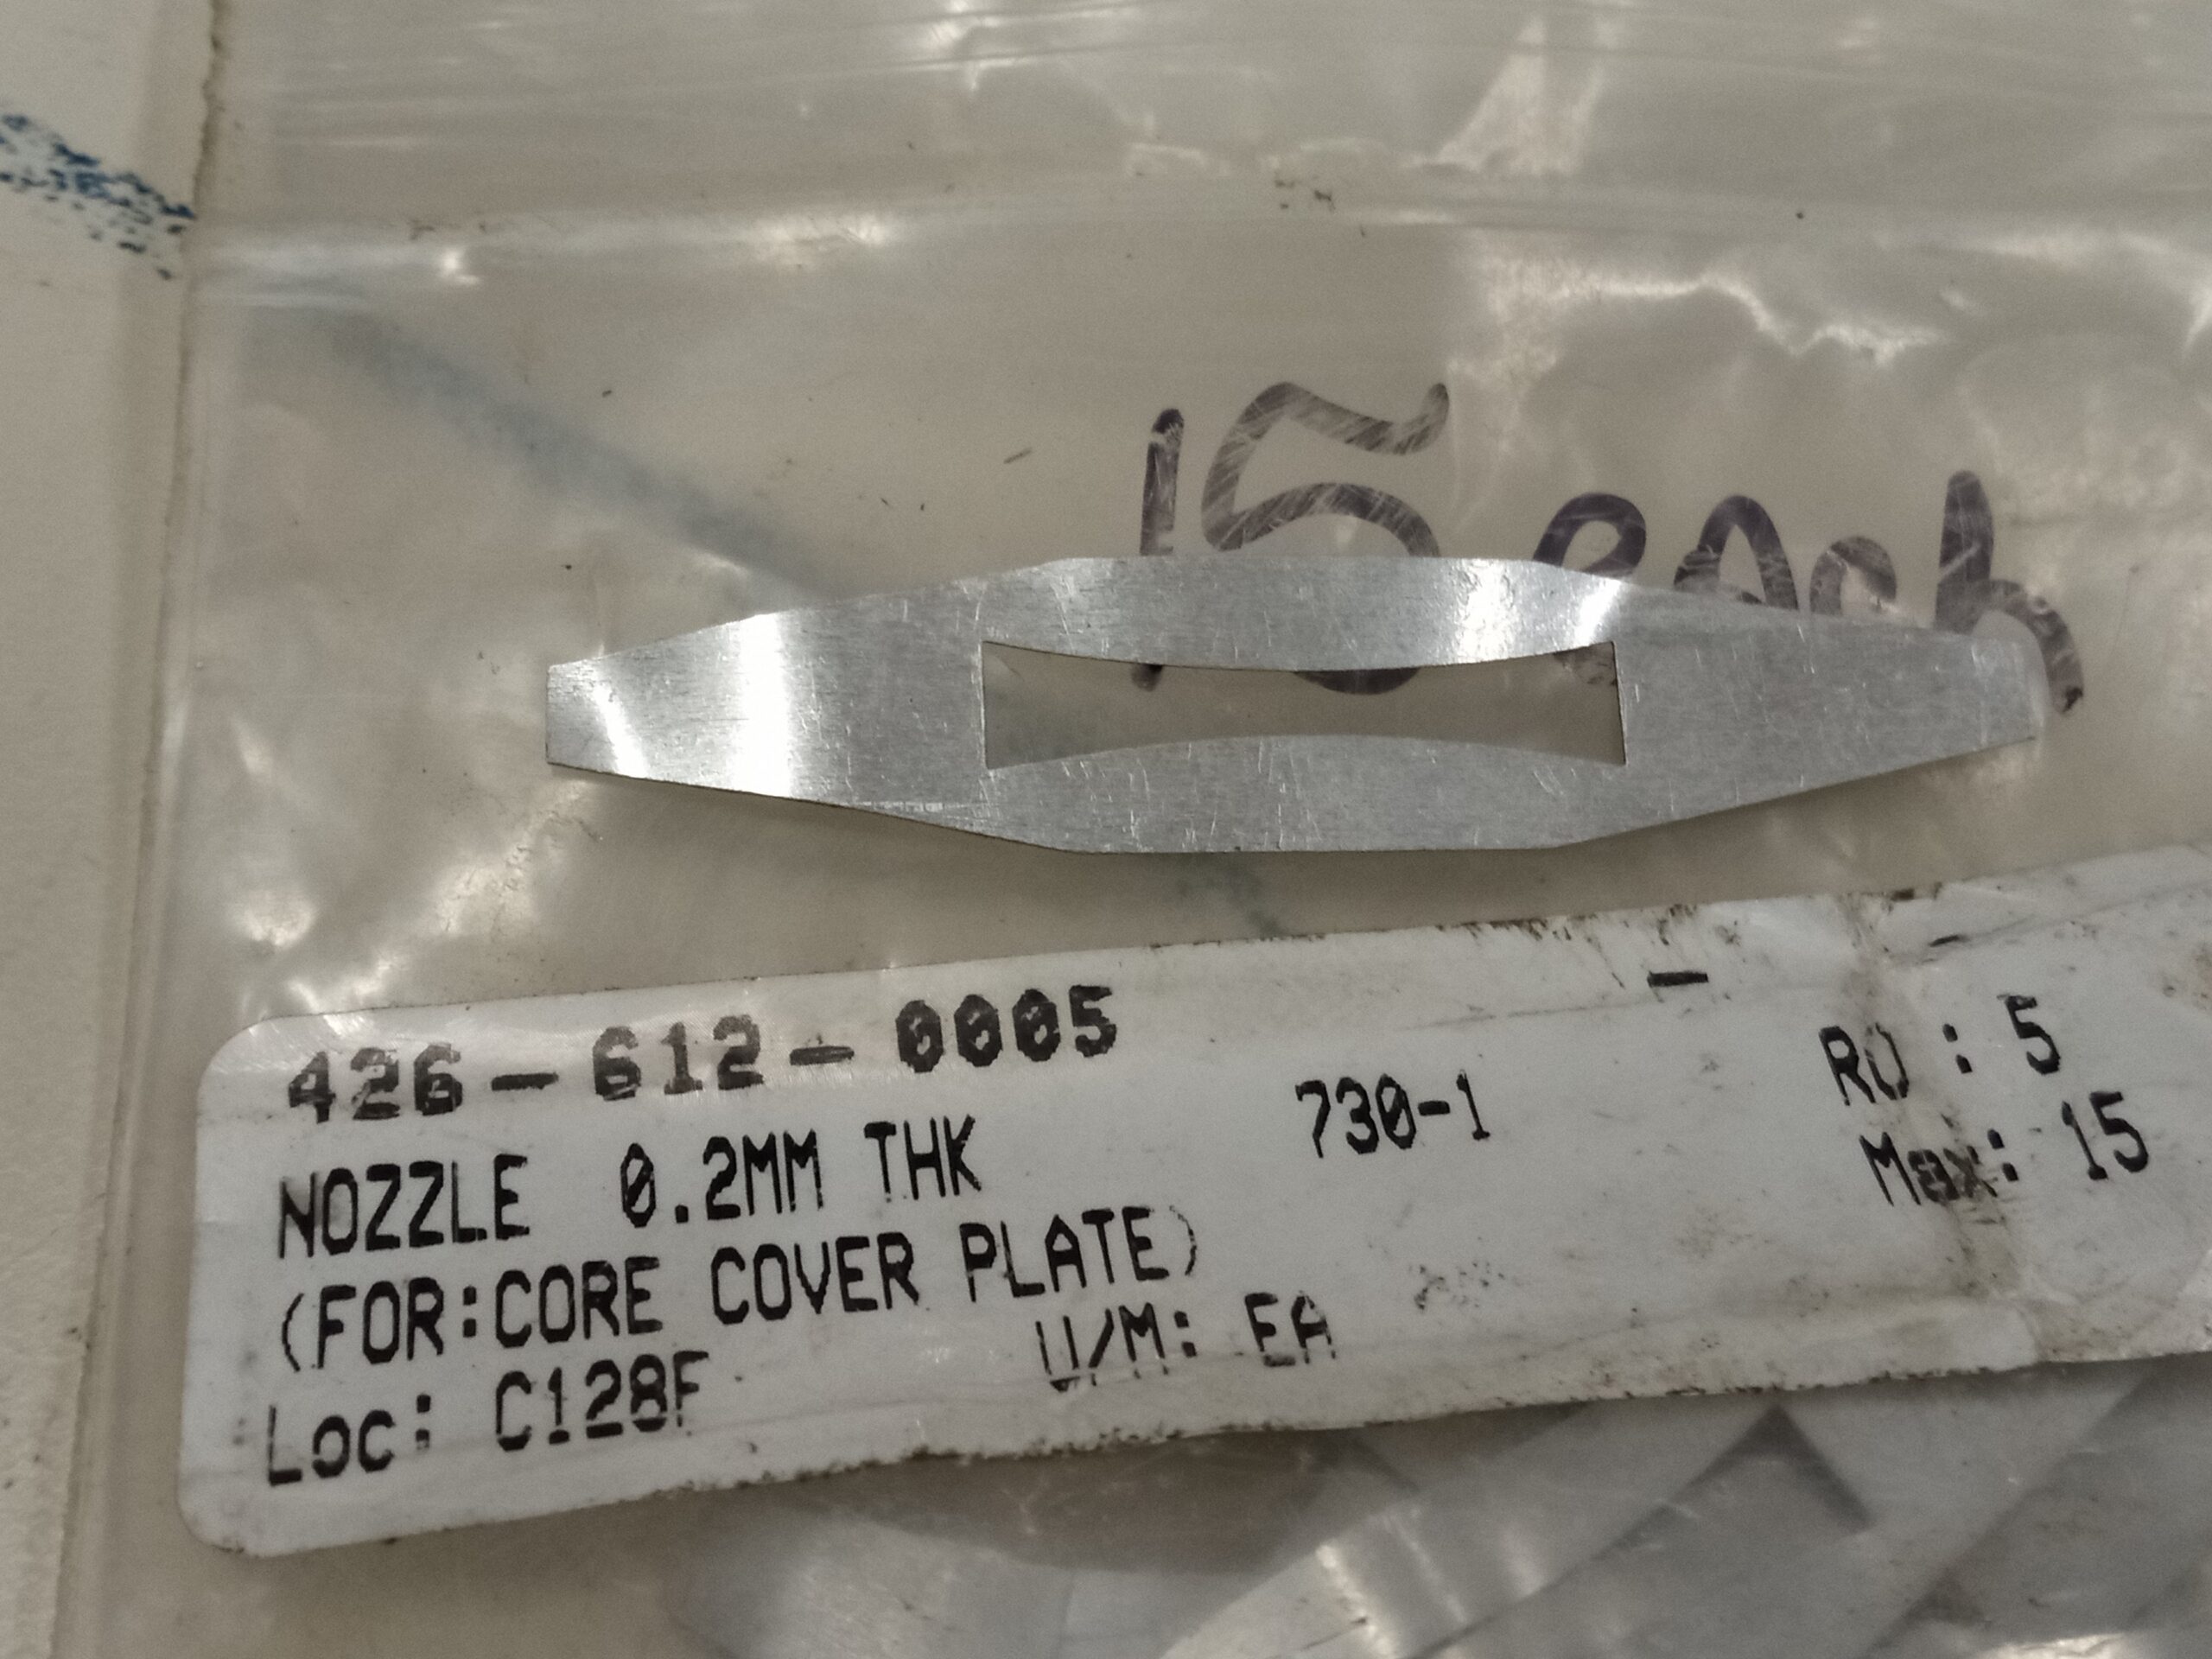 15 each
426-612-0005
-
730-1
RO : 5
NOZZLE 0.2MM THK
Max: 15
(FOR:CORE COVER PLATE)
Loc: C128F
U/M: EA